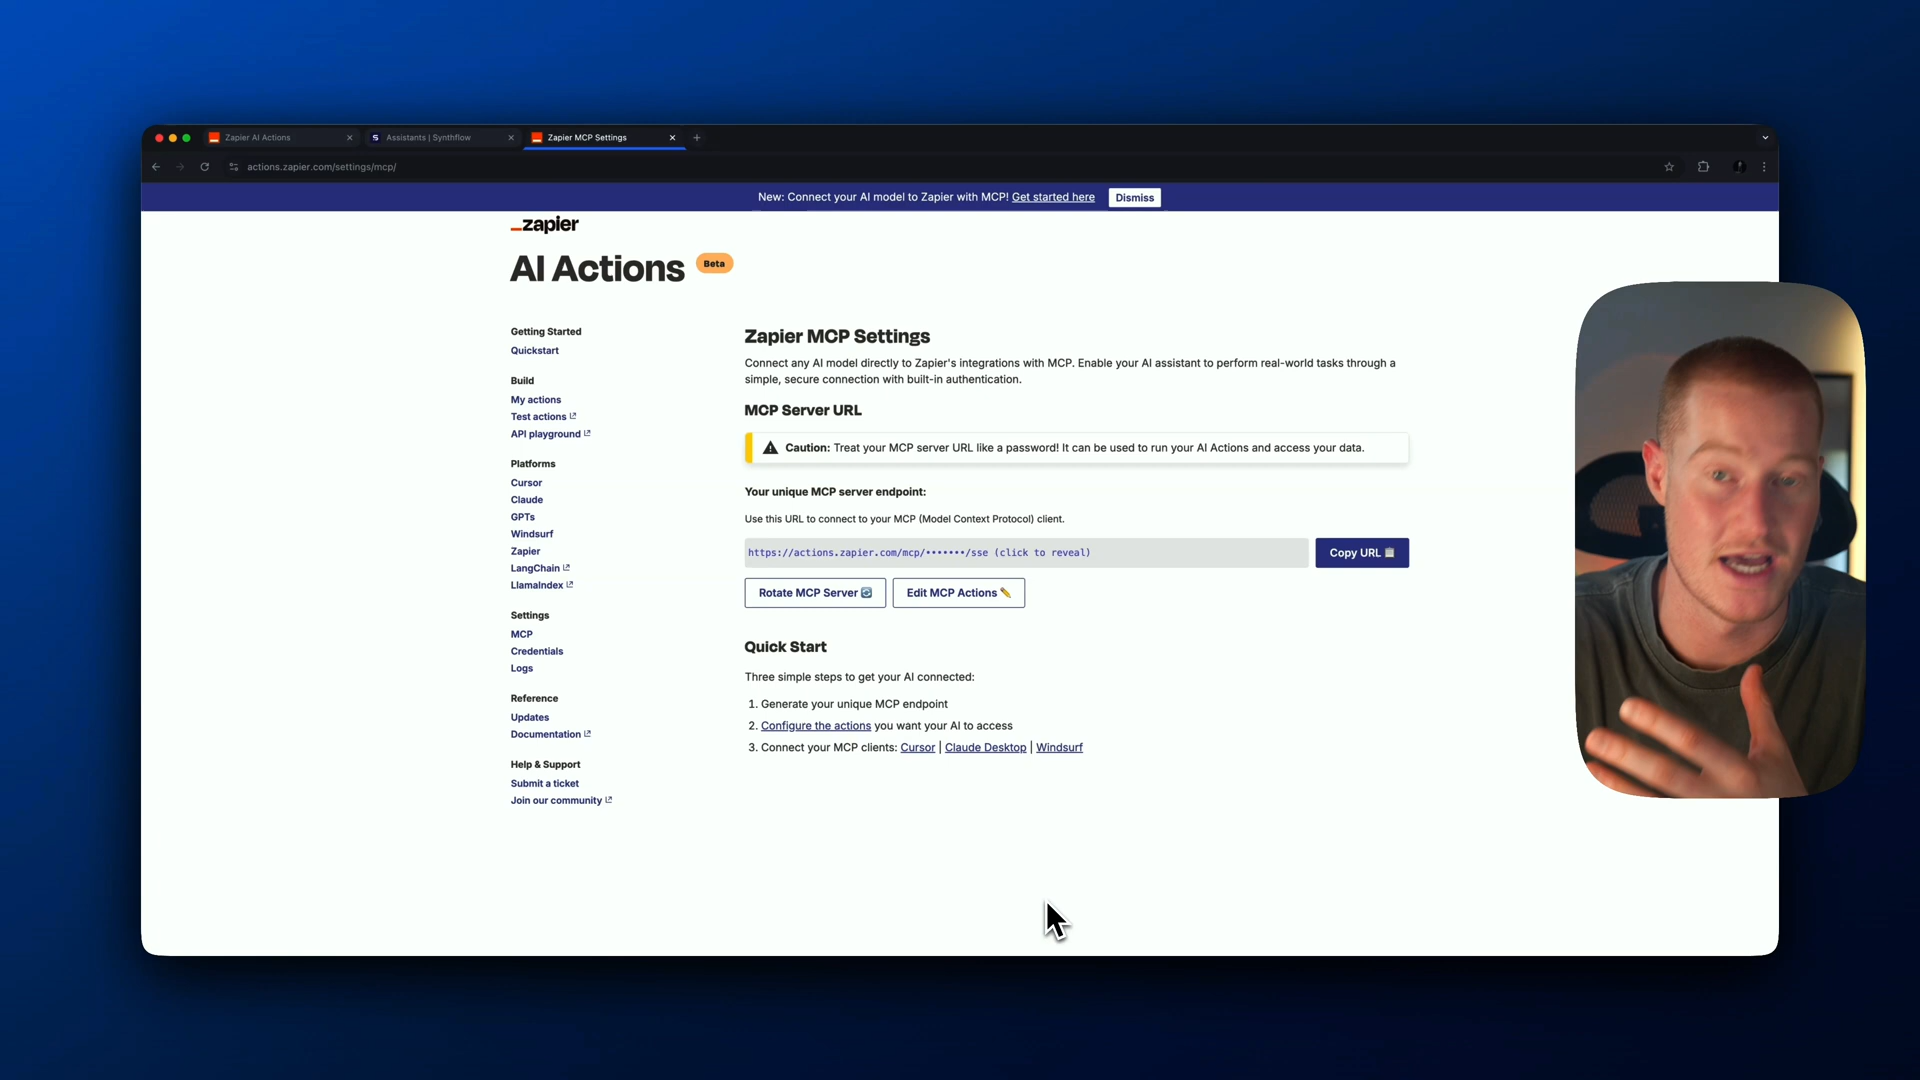 Zapier AI Actions
Assistants | Synthflow
Zapier MCP Settings
actions.zapier.com/settings/mcp/
New: Connect your AI model to Zapier with MCP! Get started here
Dismiss
zapier
AI Actions
Beta
Getting Started
Quickstart
Build
My actions
Test actions
API playground
Platforms
Cursor
Claude
GPTs
Windsurf
Zapier
LangChain
LlamaIndex
Settings
MCP
Credentials
Logs
Reference
Updates
Documentation
Help & Support
Submit a ticket
Join our community
Zapier MCP Settings
Connect any AI model directly to Zapier's integrations with MCP. Enable your AI assistant to perform real-world tasks through a
simple, secure connection with built-in authentication.
MCP Server URL
Caution: Treat your MCP server URL like a password! It can be used to run your AI Actions and access your data.
Your unique MCP server endpoint:
Use this URL to connect to your MCP (Model Context Protocol) client.
https://actions.zapier.com/mcp/•••••••/sse (click to reveal)
Copy URL 📋
Rotate MCP Server 🔄
Edit MCP Actions ✏️
Quick Start
Three simple steps to get your AI connected:
1. Generate your unique MCP endpoint
2. Configure the actions you want your AI to access
3. Connect your MCP clients: Cursor | Claude Desktop | Windsurf